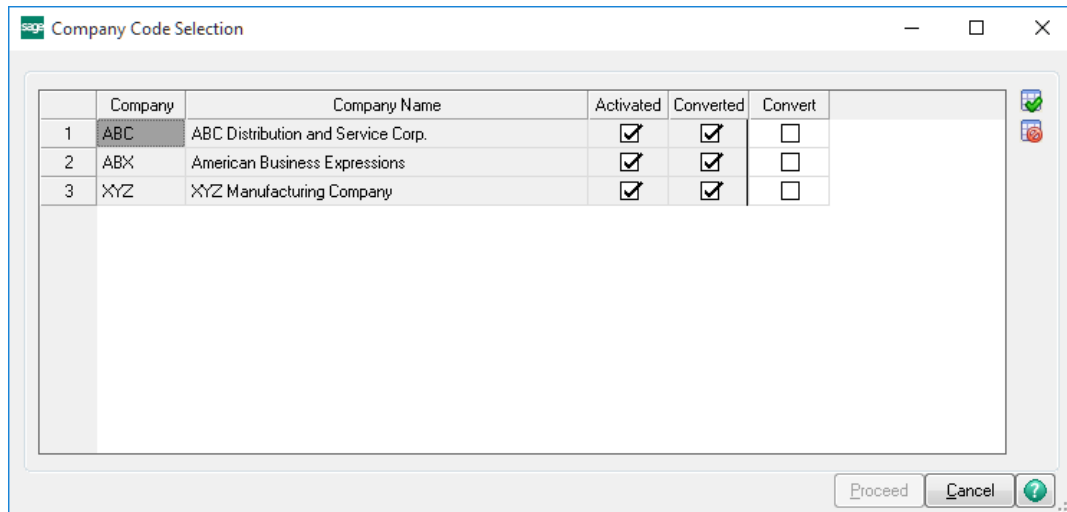 sage Company Code Selection
Company Company Name Activated Converted Convert
1 ABC ABC Distribution and Service Corp.
2 ABX American Business Expressions
3 XYZ XYZ Manufacturing Company
Proceed Cancel ?